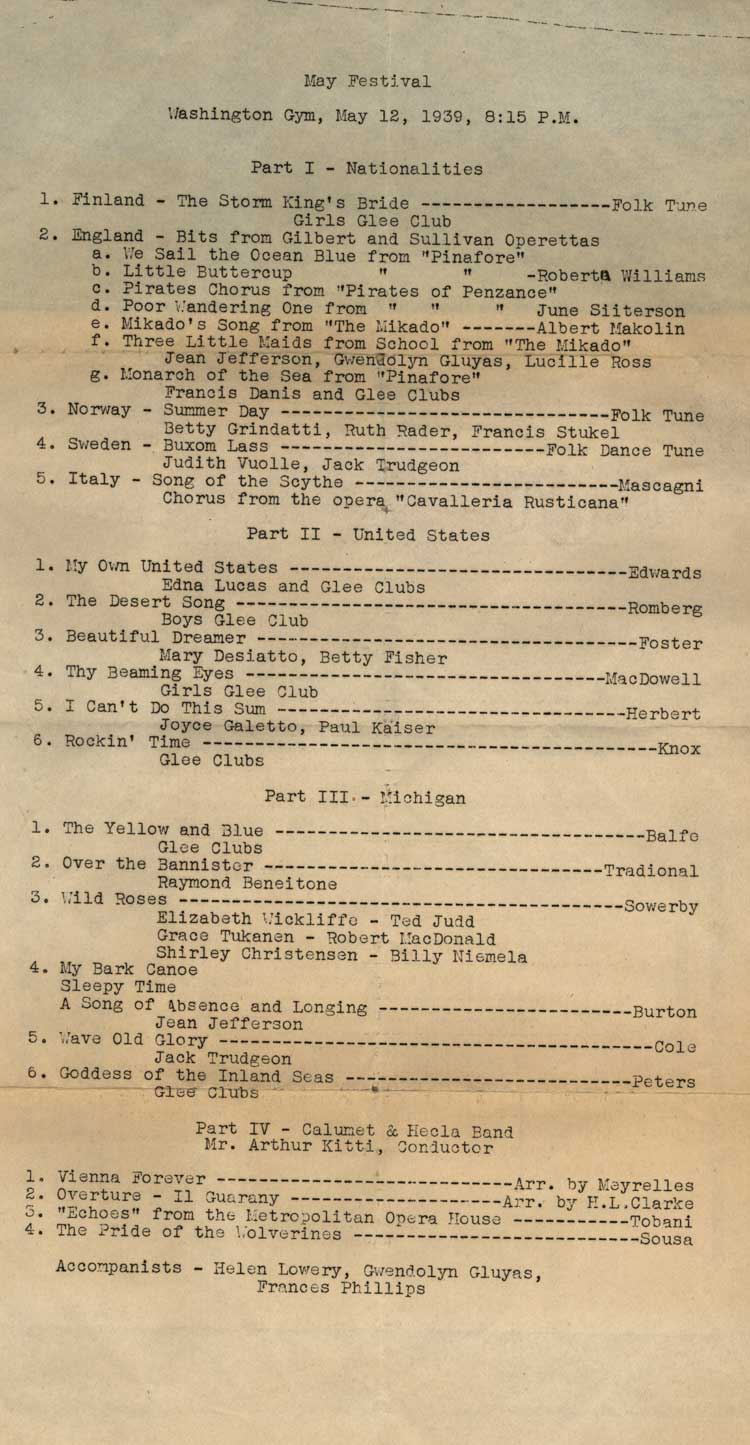 May Festival
Washington Gym, May 12, 1939, 8:15 P.M.
Part I - Nationalities
1. Finland - The Storm King's Bride ------------------Folk Tune
Girls Glee Club
2. England - Bits from Gilbert and Sullivan Operettas
a. We Sail the Ocean Blue from "Pinafore"
b. Little Buttercup " " -Roberta Williams
c. Pirates Chorus from "Pirates of Penzance"
d. Poor Wandering One from " " " June Siiterson
e. Mikado's Song from "The Mikado" -------Albert Makolin
f. Three Little Maids from School from "The Mikado"
Jean Jefferson, Gwendolyn Gluyas, Lucille Ross
g. Monarch of the Sea from "Pinafore"
Francis Danis and Glee Clubs
3. Norway - Summer Day --------------------------------Folk Tune
Betty Grindatti, Ruth Rader, Francis Stukel
4. Sweden - Buxom Lass --------------------------Folk Dance Tune
Judith Vuolle, Jack Trudgeon
5. Italy - Song of the Scythe ----------------------------Mascagni
Chorus from the opera "Cavalleria Rusticana"
Part II - United States
1. My Own United States ---------------------------------Edwards
Edna Lucas and Glee Clubs
2. The Desert Song --------------------------------------Romberg
Boys Glee Club
3. Beautiful Dreamer -------------------------------------Foster
Mary Desiatto, Betty Fisher
4. Thy Beaming Eyes -----------------------------------MacDowell
Girls Glee Club
5. I Can't Do This Sum ----------------------------------Herbert
Joyce Galetto, Paul Kaiser
6. Rockin' Time --------------------------------------------Knox
Glee Clubs
Part III - Michigan
1. The Yellow and Blue ------------------------------------Balfe
Glee Clubs
2. Over the Bannister ---------------------------------Tradional
Raymond Beneitone
3. Wild Roses -------------------------------------------Sowerby
Elizabeth Wickliffe - Ted Judd
Grace Tukanen - Robert MacDonald
Shirley Christensen - Billy Niemela
4. My Bark Canoe
Sleepy Time
A Song of Absence and Longing -------------------------Burton
Jean Jefferson
5. Wave Old Glory ------------------------------------------Cole
Jack Trudgeon
6. Goddess of the Inland Seas ----------------------------Peters
Glee Clubs
Part IV - Calumet & Hecla Band
Mr. Arthur Kitti, Conductor
1. Vienna Forever -----------------------------Arr. by Meyrelles
2. Overture - Il Guarany ---------------------Arr. by H.L.Clarke
3. "Echoes" from the Metropolitan Opera House -----------Tobani
4. The Pride of the Wolverines ----------------------------Sousa
Accompanists - Helen Lowery, Gwendolyn Gluyas,
Frances Phillips